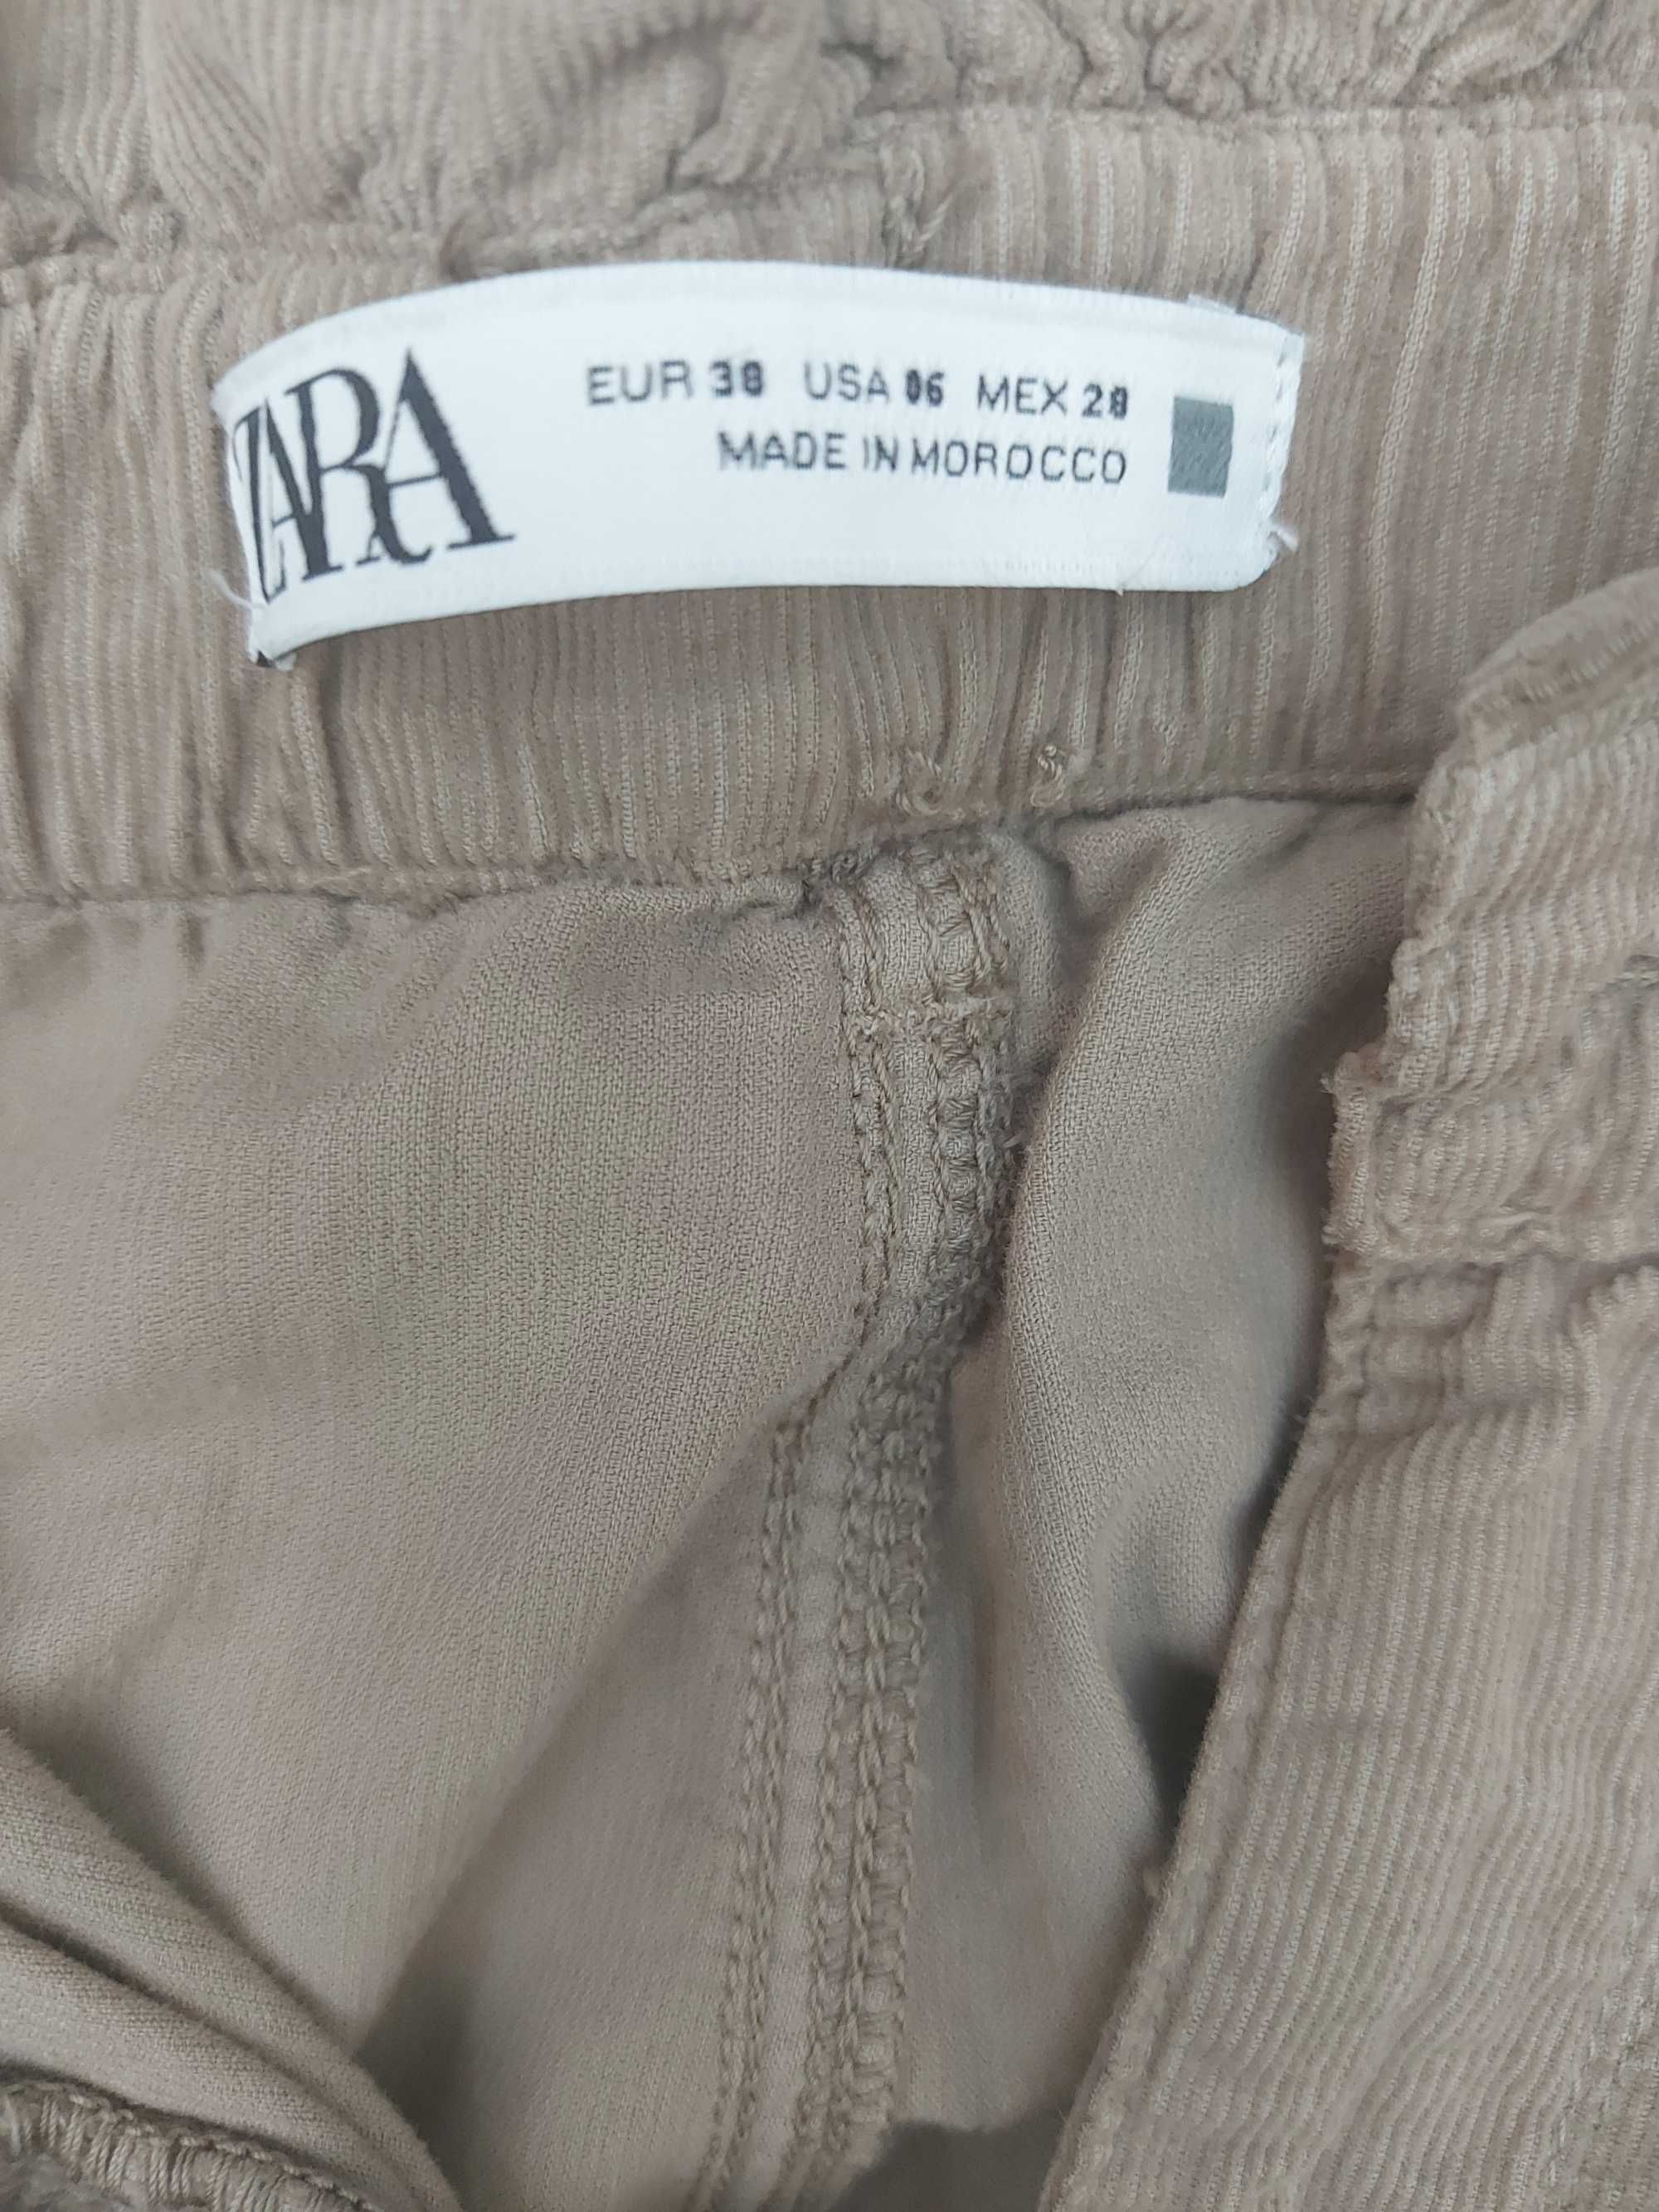 ZARA
EUR 38 USA 06 MEX 28
MADE IN MOROCCO